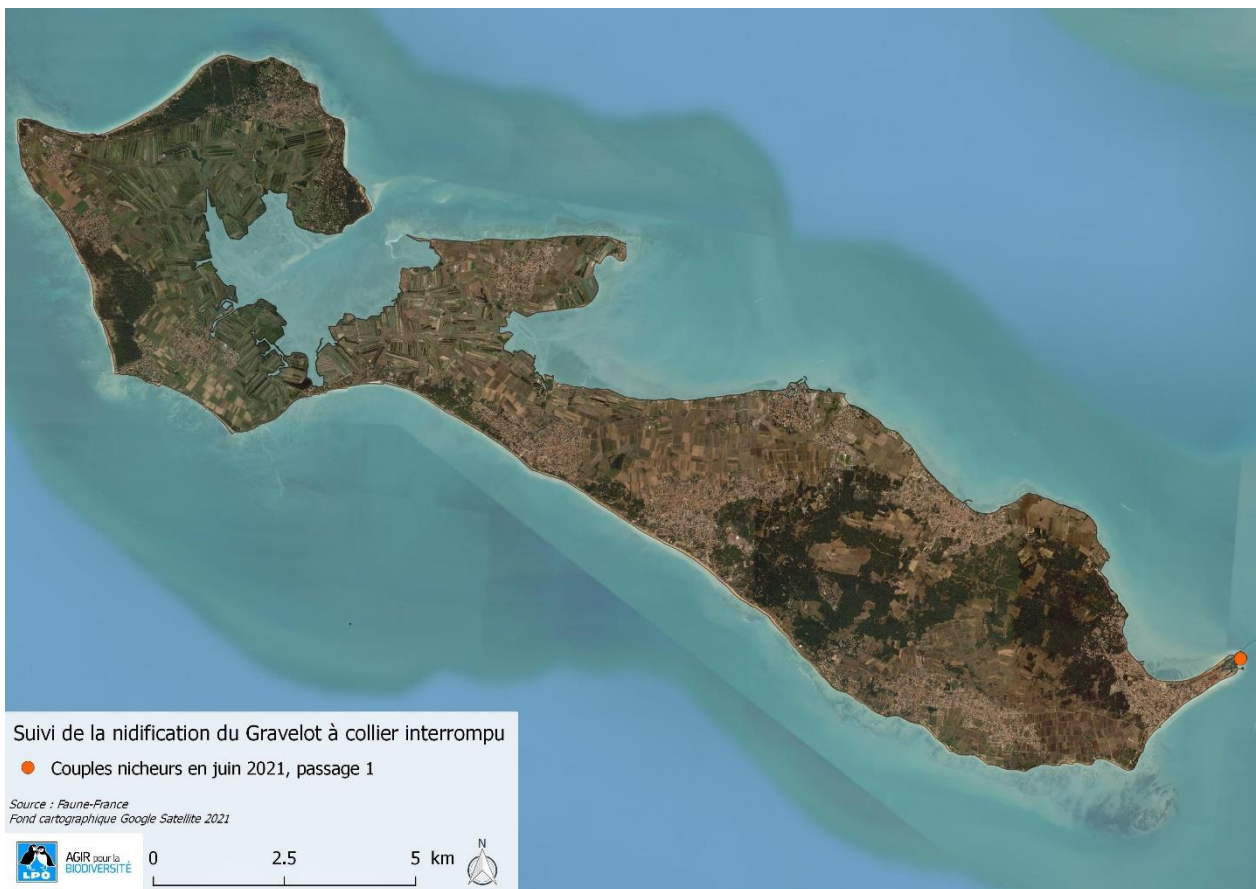 Suivi de la nidification du Gravelot à collier interrompu
Couples nicheurs en juin 2021, passage 1
Source : Faune-France
Fond cartographique Google Satellite 2021
LPO
AGIR pour la
BIODIVERSITÉ
0 2.5 5 km
N